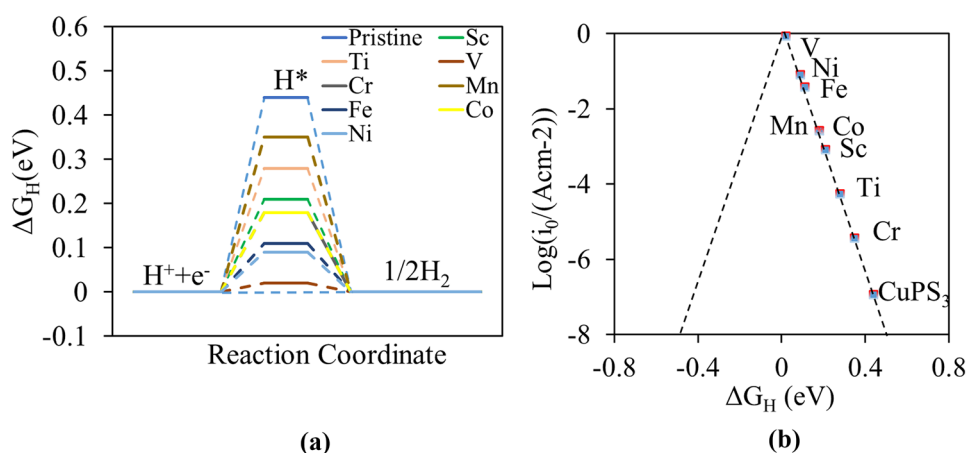 0.6
0.5
0.4
0.3
0.2
0.1
0
-0.1
ΔG_H(eV)
Pristine
Sc
Ti
V
Cr
Mn
Fe
Co
Ni
H*
H⁺+e⁻
1/2H₂
Reaction Coordinate
(a)
0
-2
-4
-6
-8
Log(i₀/(Acm-2))
V
Ni
Fe
Mn
Co
Sc
Ti
Cr
CuPS₃
-0.8
-0.4
0
0.4
0.8
ΔG_H (eV)
(b)